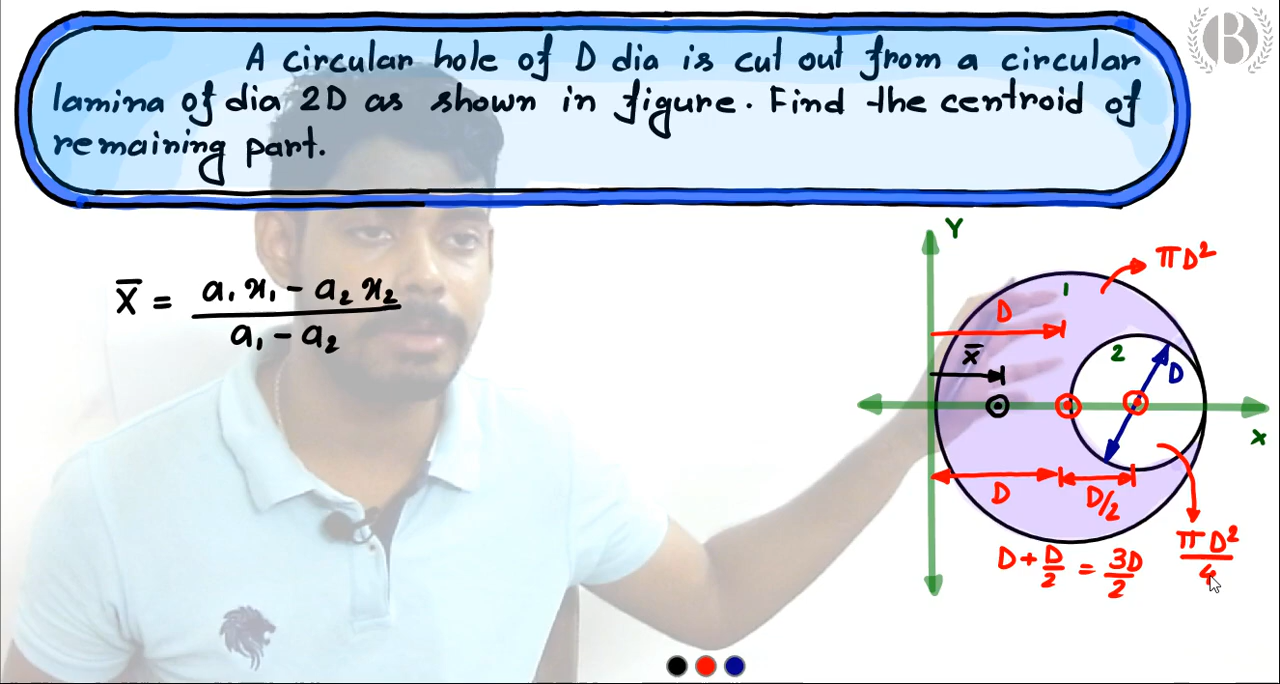 A circular hole of D dia is cut out from a circular
lamina of dia 2D as shown in figure. Find the centroid of
remaining part.
B
Y
πD²
1
D
X̄ = (a₁x₁ - a₂x₂) / (a₁ - a₂)
2
x̄
D
X
D
D/2
πD²/4
D + D/2 = 3D/2